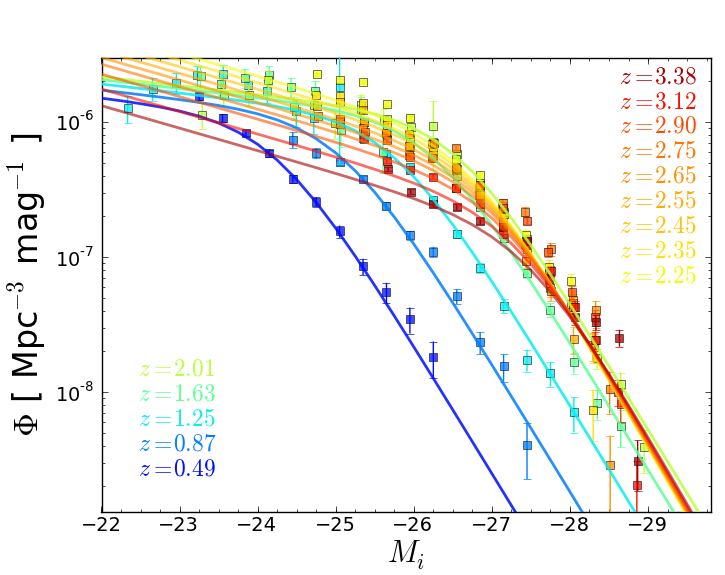 z=3.38
z=3.12
z=2.90
z=2.75
z=2.65
z=2.55
z=2.45
z=2.35
z=2.25
z=2.01
z=1.63
z=1.25
z=0.87
z=0.49
Φ [ Mpc⁻³ mag⁻¹ ]
10⁻⁶
10⁻⁷
10⁻⁸
−22 −23 −24 −25 −26 −27 −28 −29
Mᵢ